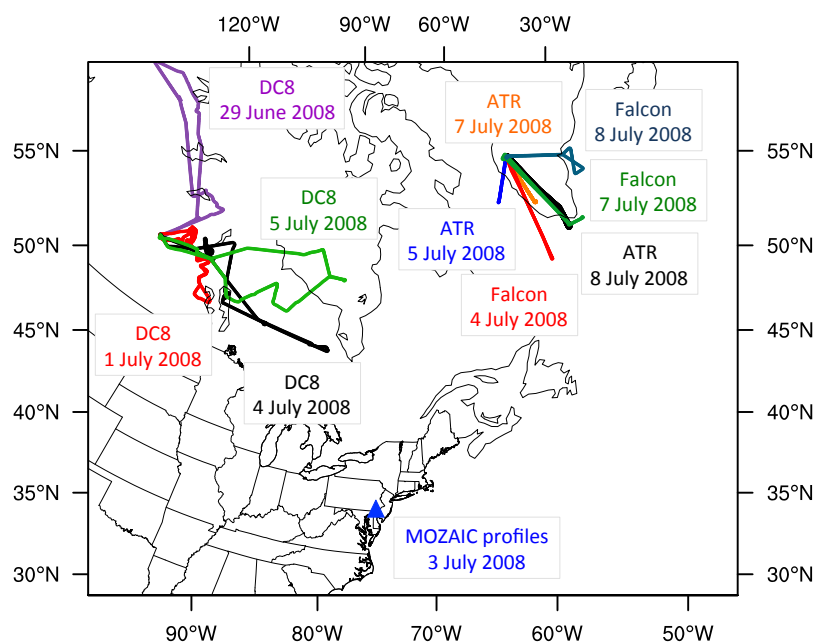 120°W 90°W 60°W 30°W
DC8
29 June 2008
ATR
7 July 2008
Falcon
8 July 2008
55°N
55°N
DC8
5 July 2008
Falcon
7 July 2008
ATR
5 July 2008
50°N
50°N
ATR
8 July 2008
Falcon
4 July 2008
DC8
1 July 2008
45°N
45°N
DC8
4 July 2008
40°N
40°N
35°N
35°N
MOZAIC profiles
3 July 2008
30°N
30°N
90°W 80°W 70°W 60°W 50°W